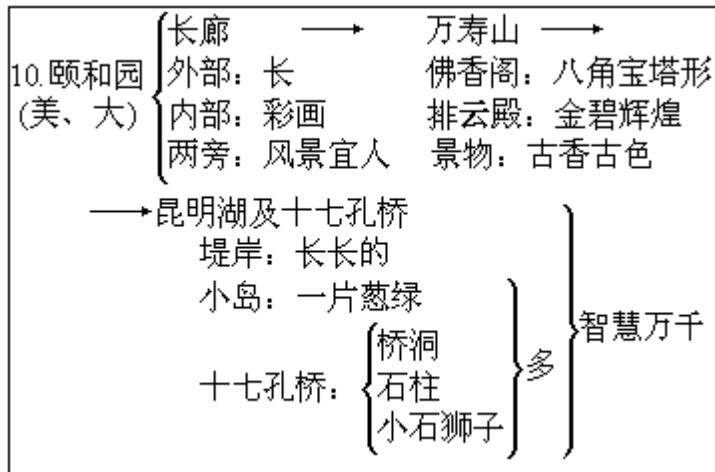 长廊 → 万寿山 →
10.颐和园 外部：长 佛香阁：八角宝塔形
(美、大) 内部：彩画 排云殿：金碧辉煌
两旁：风景宜人 景物：古香古色
→昆明湖及十七孔桥
堤岸：长长的
小岛：一片葱绿
智慧万千
桥洞 多
十七孔桥：石柱
小石狮子